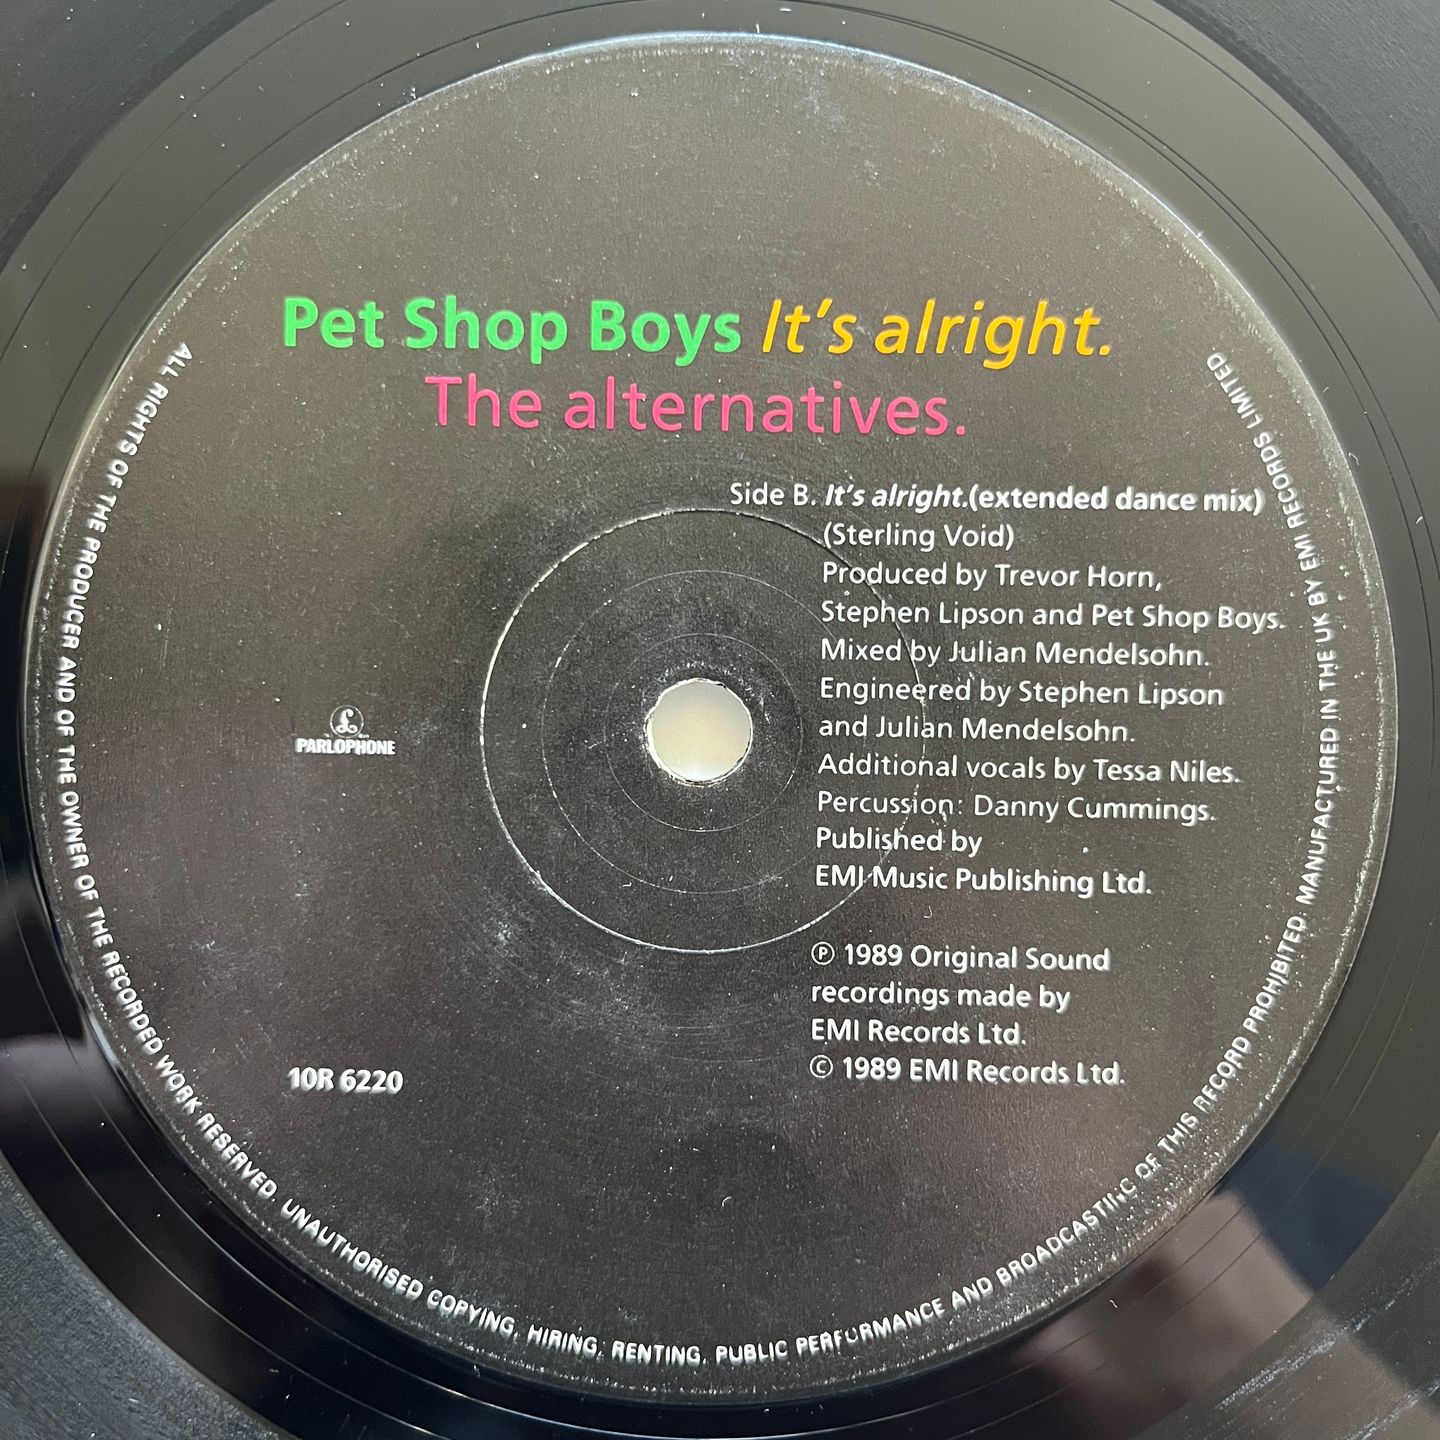 Pet Shop Boys It's alright.
The alternatives.
Side B. It's alright.(extended dance mix)
(Sterling Void)
Produced by Trevor Horn,
Stephen Lipson and Pet Shop Boys.
Mixed by Julian Mendelsohn.
Engineered by Stephen Lipson
and Julian Mendelsohn.
Additional vocals by Tessa Niles.
Percussion: Danny Cummings.
Published by
EMI Music Publishing Ltd.
℗ 1989 Original Sound
recordings made by
EMI Records Ltd.
© 1989 EMI Records Ltd.
£
PARLOPHONE
10R 6220
ALL RIGHTS OF THE PRODUCER AND OF THE OWNER OF THE RECORDED WORK RESERVED. UNAUTHORISED COPYING, HIRING, RENTING, PUBLIC PERFORMANCE AND BROADCASTING OF THIS RECORD PROHIBITED. MANUFACTURED IN THE UK BY EMI RECORDS LIMITED